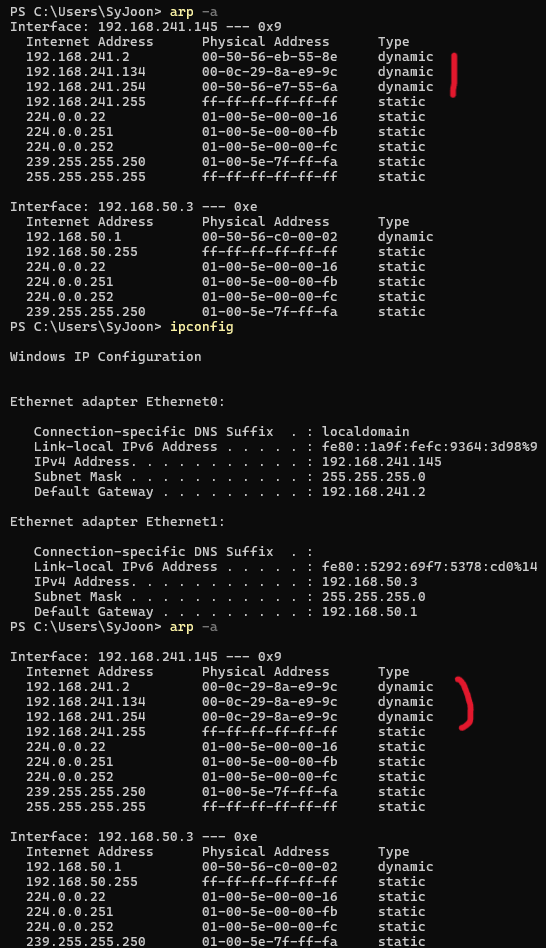 PS C:\Users\SyJoon> arp -a
Interface: 192.168.241.145 --- 0x9
Internet Address Physical Address Type
192.168.241.2 00-50-56-eb-55-8e dynamic
192.168.241.134 00-0c-29-8a-e9-9c dynamic
192.168.241.254 00-50-56-e7-55-6a dynamic
192.168.241.255 ff-ff-ff-ff-ff-ff static
224.0.0.22 01-00-5e-00-00-16 static
224.0.0.251 01-00-5e-00-00-fb static
224.0.0.252 01-00-5e-00-00-fc static
239.255.255.250 01-00-5e-7f-ff-fa static
255.255.255.255 ff-ff-ff-ff-ff-ff static
Interface: 192.168.50.3 --- 0xe
Internet Address Physical Address Type
192.168.50.1 00-50-56-c0-00-02 dynamic
192.168.50.255 ff-ff-ff-ff-ff-ff static
224.0.0.22 01-00-5e-00-00-16 static
224.0.0.251 01-00-5e-00-00-fb static
224.0.0.252 01-00-5e-00-00-fc static
239.255.255.250 01-00-5e-7f-ff-fa static
PS C:\Users\SyJoon> ipconfig
Windows IP Configuration
Ethernet adapter Ethernet0:
Connection-specific DNS Suffix . : localdomain
Link-local IPv6 Address . . . . . : fe80::1a9f:fefc:9364:3d98%9
IPv4 Address. . . . . . . . . . . : 192.168.241.145
Subnet Mask . . . . . . . . . . . : 255.255.255.0
Default Gateway . . . . . . . . . : 192.168.241.2
Ethernet adapter Ethernet1:
Connection-specific DNS Suffix . :
Link-local IPv6 Address . . . . . : fe80::5292:69f7:5378:cd0%14
IPv4 Address. . . . . . . . . . . : 192.168.50.3
Subnet Mask . . . . . . . . . . . : 255.255.255.0
Default Gateway . . . . . . . . . : 192.168.50.1
PS C:\Users\SyJoon> arp -a
Interface: 192.168.241.145 --- 0x9
Internet Address Physical Address Type
192.168.241.2 00-0c-29-8a-e9-9c dynamic
192.168.241.134 00-0c-29-8a-e9-9c dynamic
192.168.241.254 00-0c-29-8a-e9-9c dynamic
192.168.241.255 ff-ff-ff-ff-ff-ff static
224.0.0.22 01-00-5e-00-00-16 static
224.0.0.251 01-00-5e-00-00-fb static
224.0.0.252 01-00-5e-00-00-fc static
239.255.255.250 01-00-5e-7f-ff-fa static
255.255.255.255 ff-ff-ff-ff-ff-ff static
Interface: 192.168.50.3 --- 0xe
Internet Address Physical Address Type
192.168.50.1 00-50-56-c0-00-02 dynamic
192.168.50.255 ff-ff-ff-ff-ff-ff static
224.0.0.22 01-00-5e-00-00-16 static
224.0.0.251 01-00-5e-00-00-fb static
224.0.0.252 01-00-5e-00-00-fc static
239.255.255.250 01-00-5e-7f-ff-fa static